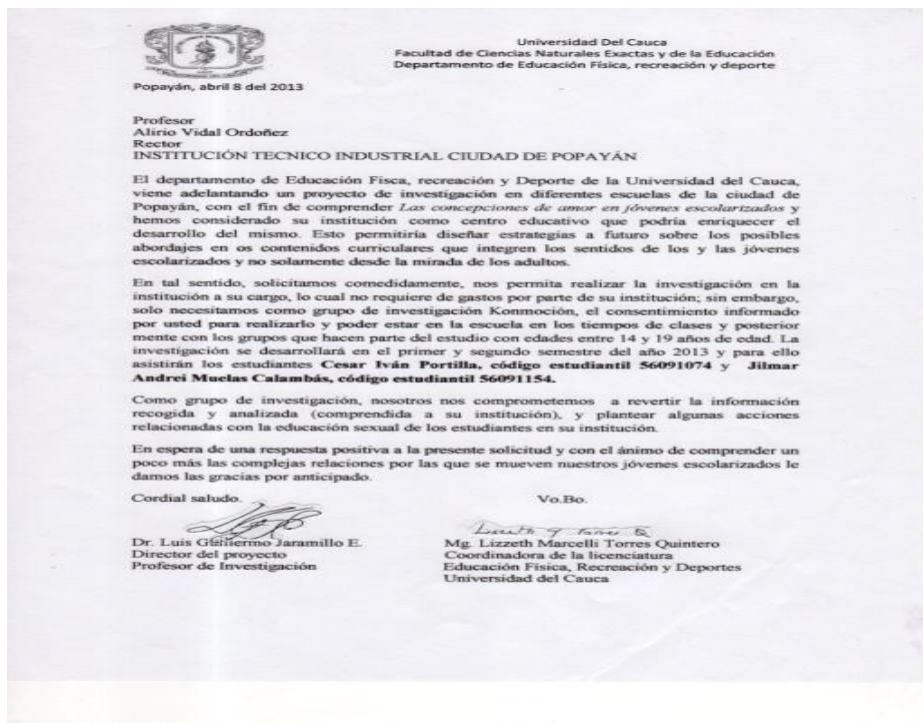 Universidad Del Cauca
Facultad de Ciencias Naturales Exactas y de la Educación
Departamento de Educación Física, recreación y deporte
Popayán, abril 8 del 2013
Profesor
Alirio Vidal Ordoñez
Rector
INSTITUCIÓN TECNICO INDUSTRIAL CIUDAD DE POPAYÁN
El departamento de Educación Fisca, recreación y Deporte de la Universidad del Cauca,
viene adelantando un proyecto de investigación en diferentes escuelas de la ciudad de
Popayán, con el fin de comprender Las concepciones de amor en jóvenes escolarizados y
hemos considerado su institución como centro educativo que podría enriquecer el
desarrollo del mismo. Esto permitiría diseñar estrategias a futuro sobre los posibles
abordajes en os contenidos curriculares que integren los sentidos de los y las jóvenes
escolarizados y no solamente desde la mirada de los adultos.
En tal sentido, solicitamos comedidamente, nos permita realizar la investigación en la
institución a su cargo, lo cual no requiere de gastos por parte de su institución; sin embargo,
solo necesitamos como grupo de investigación Konmoción, el consentimiento informado
por usted para realizarlo y poder estar en la escuela en los tiempos de clases y posterior
mente con los grupos que hacen parte del estudio con edades entre 14 y 19 años de edad. La
investigación se desarrollará en el primer y segundo semestre del año 2013 y para ello
asistirán los estudiantes Cesar Iván Portilla, código estudiantil 56091074 y Jilmar
Andrei Muelas Calambás, código estudiantil 56091154.
Como grupo de investigación, nosotros nos comprometemos a revertir la información
recogida y analizada (comprendida a su institución), y plantear algunas acciones
relacionadas con la educación sexual de los estudiantes en su institución.
En espera de una respuesta positiva a la presente solicitud y con el ánimo de comprender un
poco más las complejas relaciones por las que se mueven nuestros jóvenes escolarizados le
damos las gracias por anticipado.
Cordial saludo. Vo.Bo.
Dr. Luis Guillermo Jaramillo E. Mg. Lizzeth Marcelli Torres Quintero
Director del proyecto Coordinadora de la licenciatura
Profesor de Investigación Educación Física, Recreación y Deportes
Universidad del Cauca